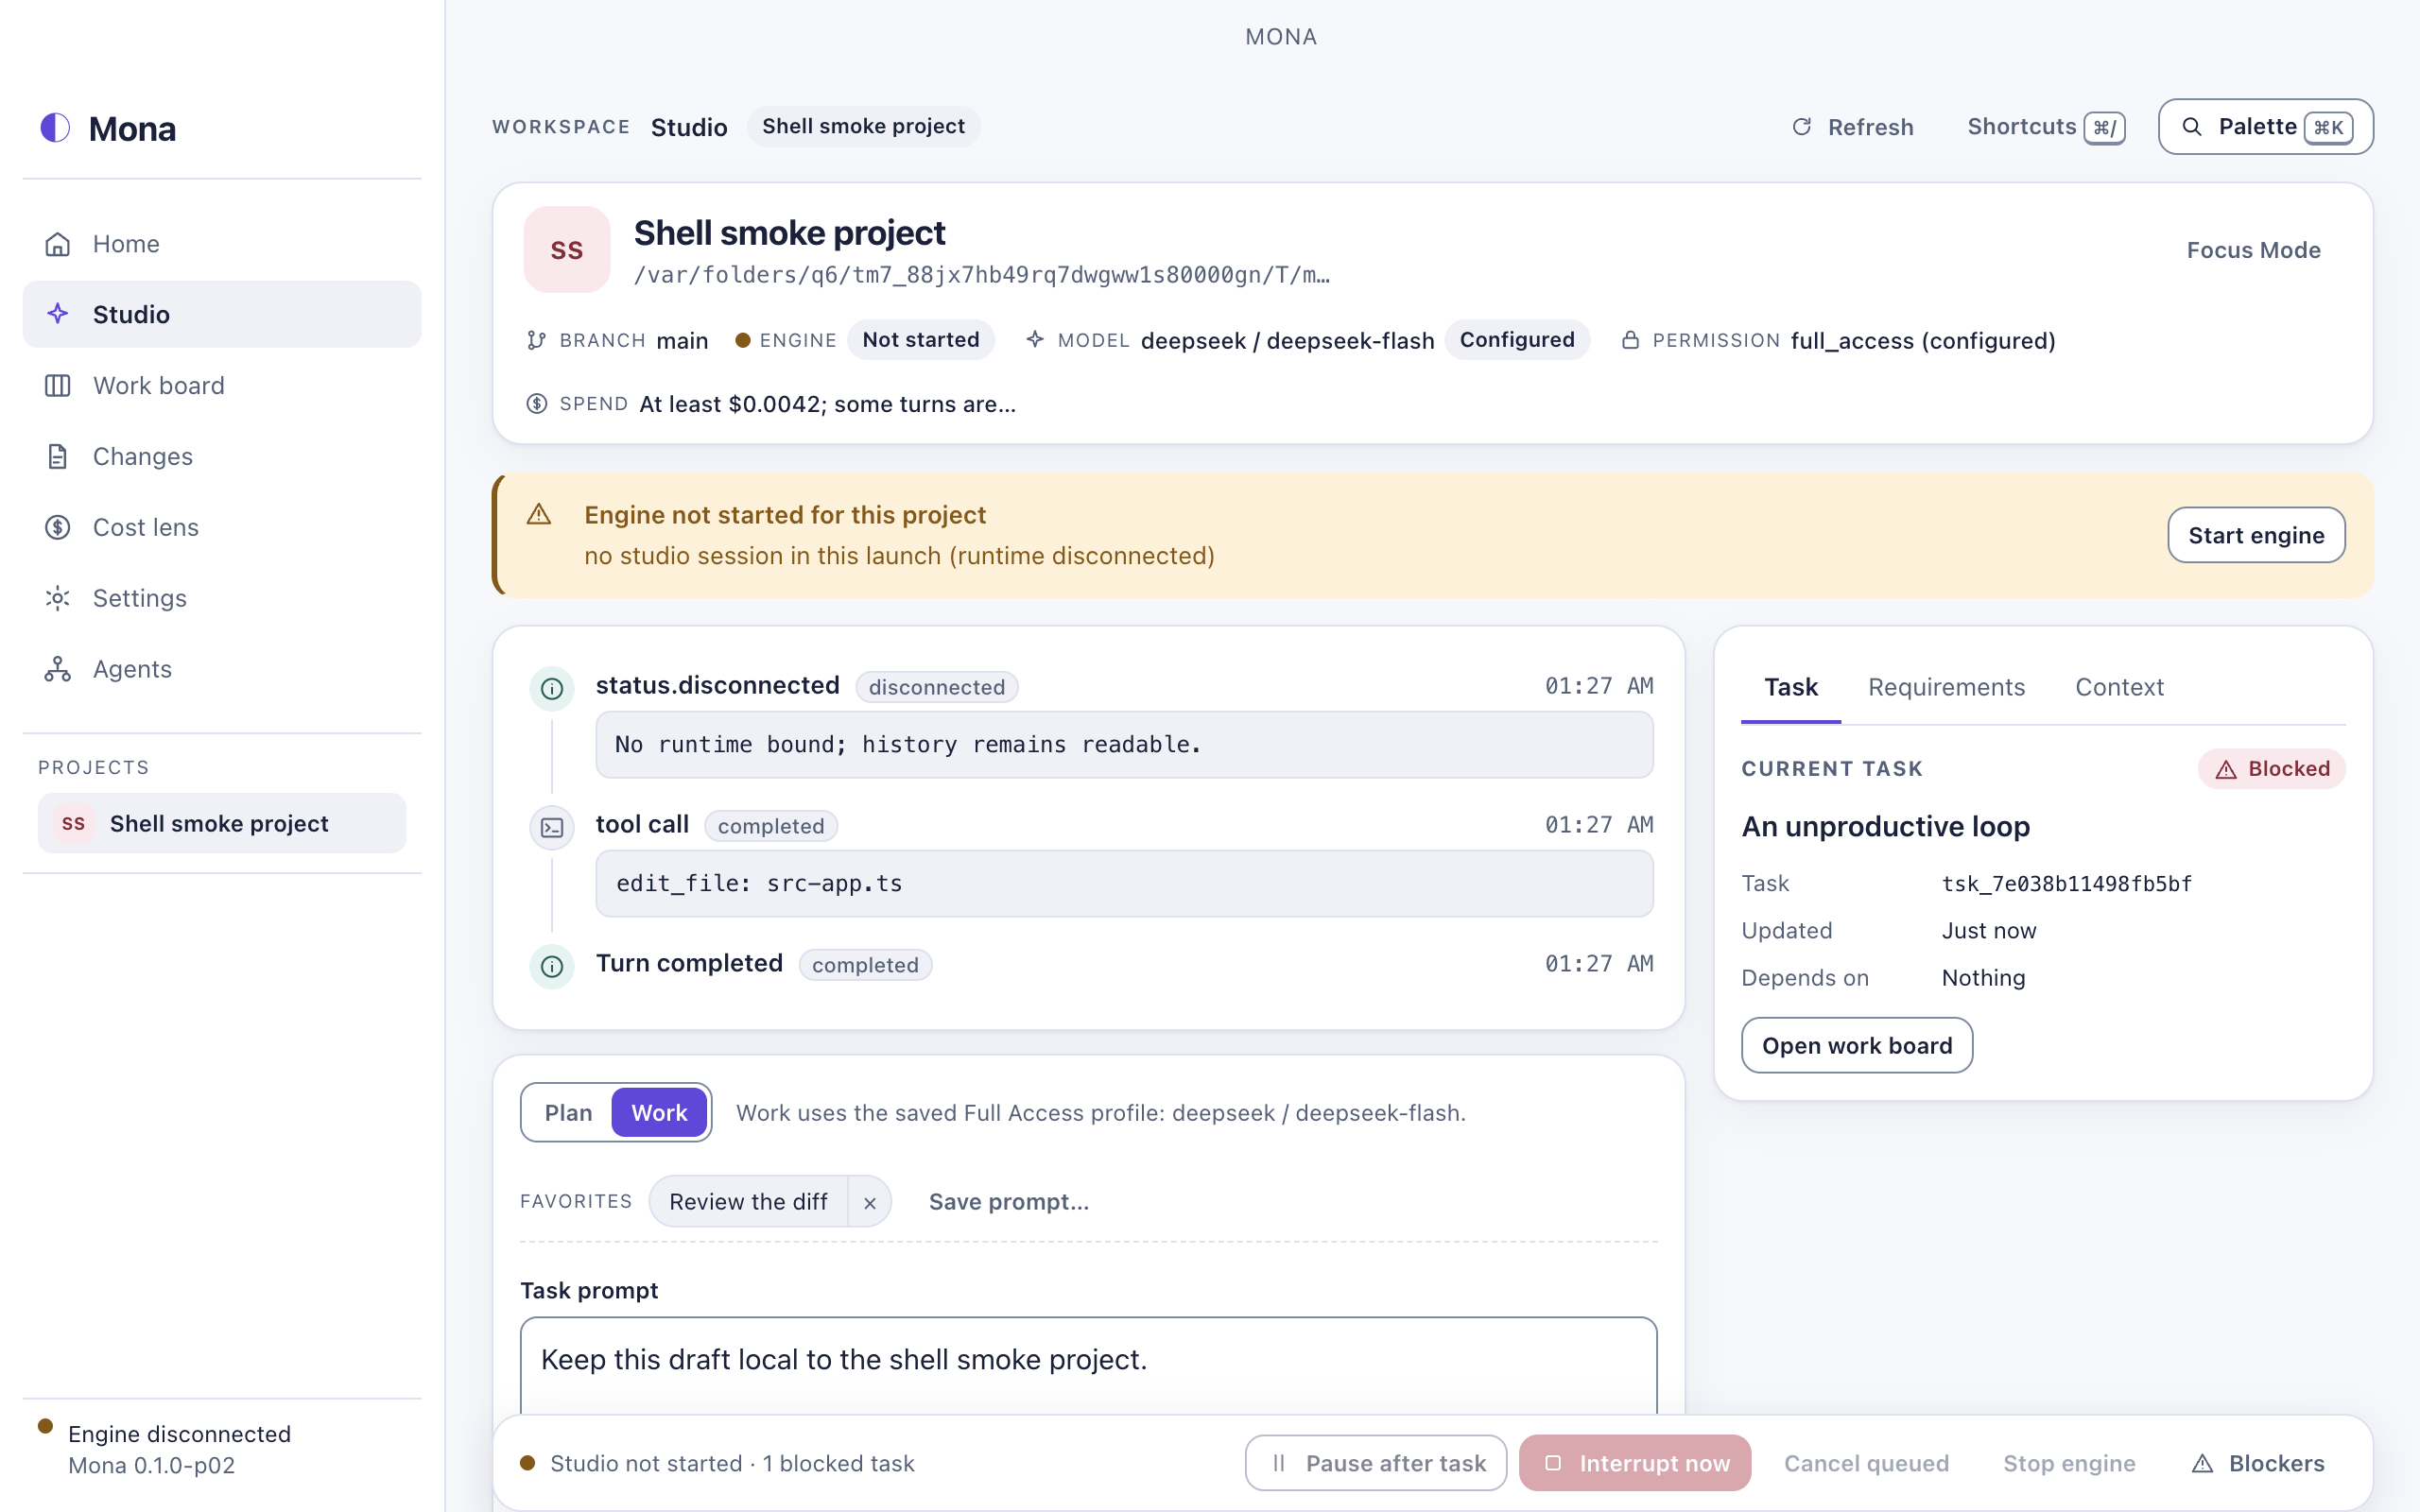 MONA
Mona
Home
Studio
Work board
Changes
Cost lens
Settings
Agents
PROJECTS
SS Shell smoke project
Engine disconnected
Mona 0.1.0-p02
WORKSPACE Studio Shell smoke project
Refresh Shortcuts ⌘/ Palette ⌘K
SS
Shell smoke project
/var/folders/q6/tm7_88jx7hb49rq7dwgww1s80000gn/T/m…
Focus Mode
BRANCH main ENGINE Not started MODEL deepseek / deepseek-flash Configured PERMISSION full_access (configured)
SPEND At least $0.0042; some turns are…
Engine not started for this project
no studio session in this launch (runtime disconnected)
Start engine
status.disconnected disconnected 01:27 AM
No runtime bound; history remains readable.
tool call completed 01:27 AM
edit_file: src-app.ts
Turn completed completed 01:27 AM
Plan Work Work uses the saved Full Access profile: deepseek / deepseek-flash.
FAVORITES Review the diff × Save prompt…
Task prompt
Keep this draft local to the shell smoke project.
Task Requirements Context
CURRENT TASK Blocked
An unproductive loop
Task tsk_7e038b11498fb5bf
Updated Just now
Depends on Nothing
Open work board
Studio not started · 1 blocked task
Pause after task Interrupt now Cancel queued Stop engine Blockers